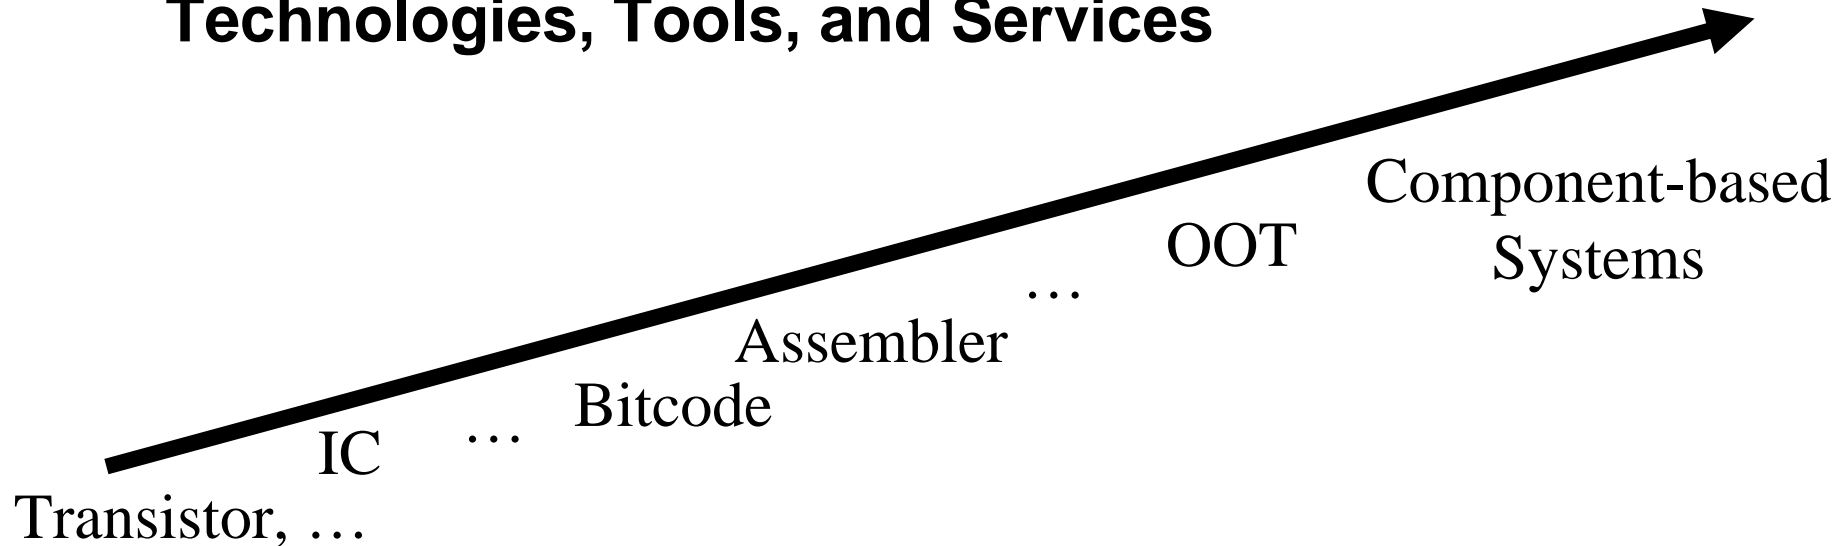 Technologies, Tools, and Services
Component-based
Systems
OOT
…
Assembler
Bitcode
…
IC
Transistor, …